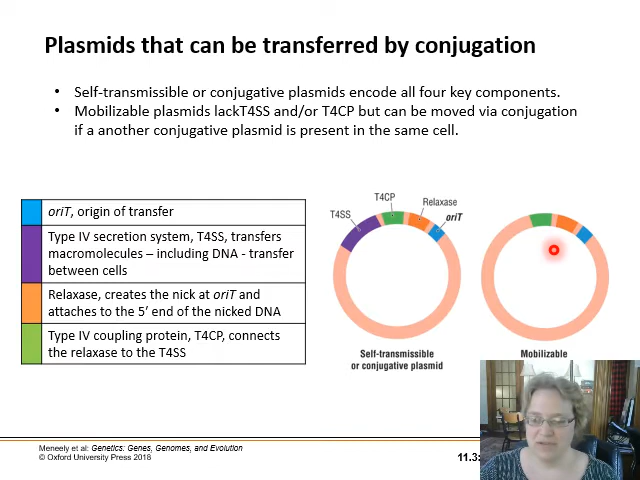 Plasmids that can be transferred by conjugation
• Self-transmissible or conjugative plasmids encode all four key components.
• Mobilizable plasmids lackT4SS and/or T4CP but can be moved via conjugation
if a another conjugative plasmid is present in the same cell.
oriT, origin of transfer
Type IV secretion system, T4SS, transfers
macromolecules – including DNA - transfer
between cells
Relaxase, creates the nick at oriT and
attaches to the 5′ end of the nicked DNA
Type IV coupling protein, T4CP, connects
the relaxase to the T4SS
T4SS
T4CP
Relaxase
oriT
Self-transmissible
or conjugative plasmid
Mobilizable
Meneely et al: Genetics: Genes, Genomes, and Evolution
© Oxford University Press 2018
11.3: